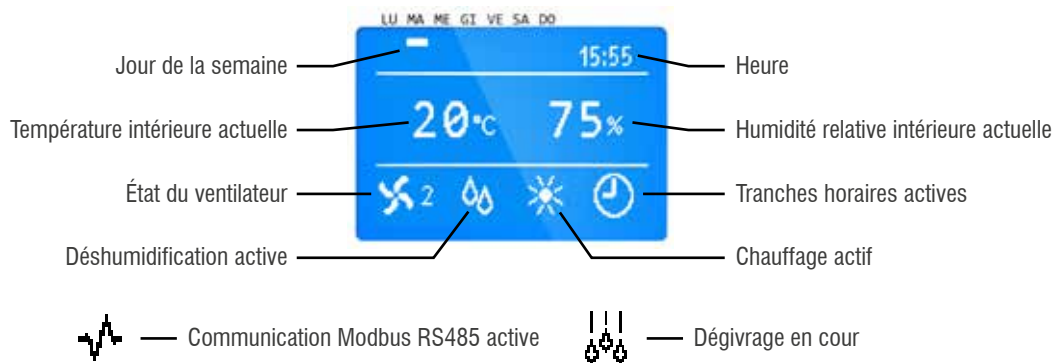 LU MA ME GI VE SA DO
Jour de la semaine
15:55
Heure
Température intérieure actuelle
20°C
75%
Humidité relative intérieure actuelle
État du ventilateur
2
Tranches horaires actives
Déshumidification active
Chauffage actif
Communication Modbus RS485 active
Dégivrage en cour